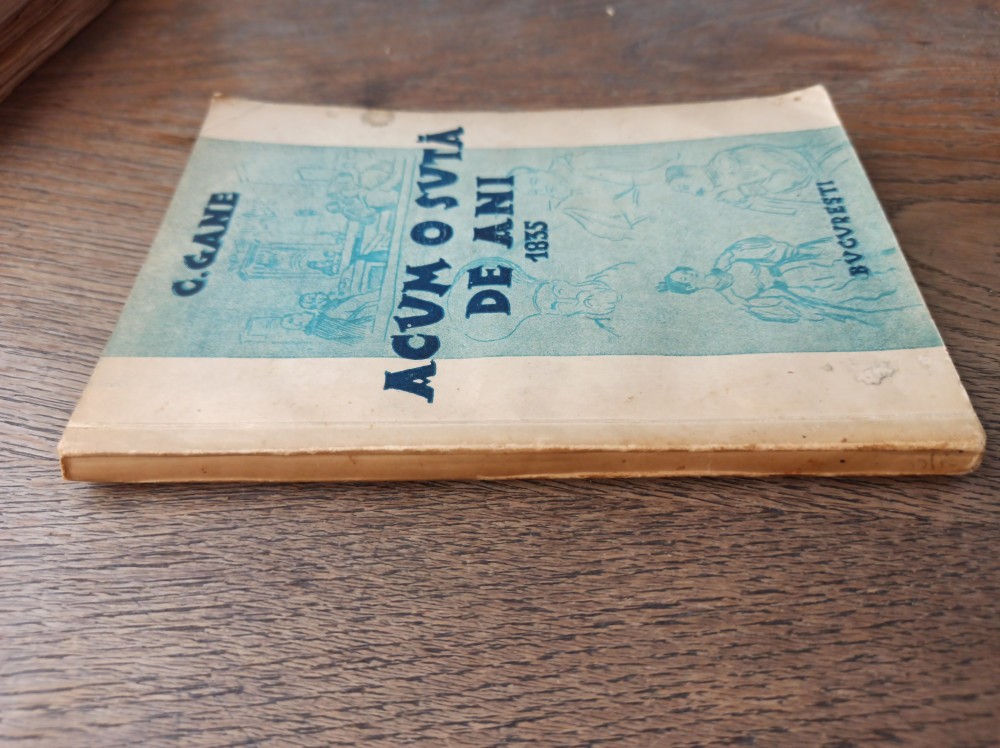 C. GANE
ACUM O SUTĂ
DE ANI
1835
BUCUREȘTI